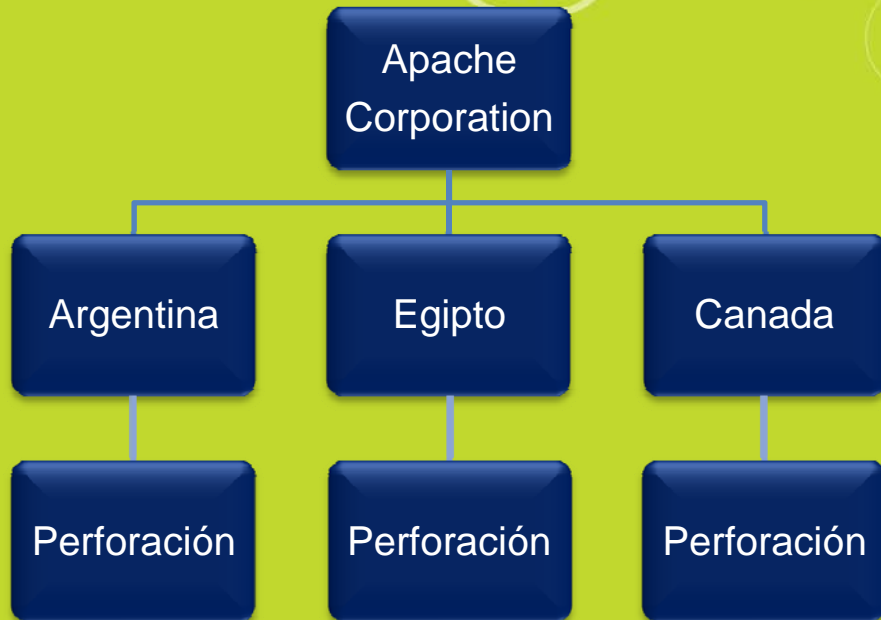 Apache
Corporation
Argentina
Egipto
Canada
Perforación
Perforación
Perforación